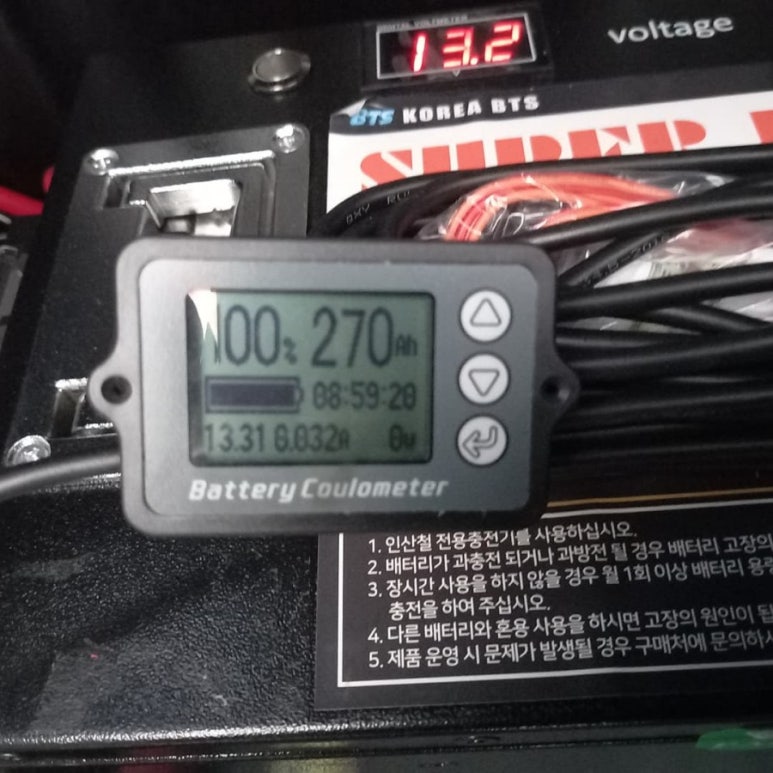 DIGITAL VOLTMETER
13.2
voltage
BTS KOREA BTS
SUPER
100% 270Ah
08:59:20
13.31 0.032A 0w
Battery Coulometer
1. 인산철 전용충전기를 사용하십시오.
2. 배터리가 과충전 되거나 과방전 될 경우 배터리 고장의
3. 장시간 사용을 하지 않을 경우 월 1회 이상 배터리 용량
충전을 하여 주십시오.
4. 다른 배터리와 혼용 사용을 하시면 고장의 원인이 됩
5. 제품 운영 시 문제가 발생될 경우 구매처에 문의하시